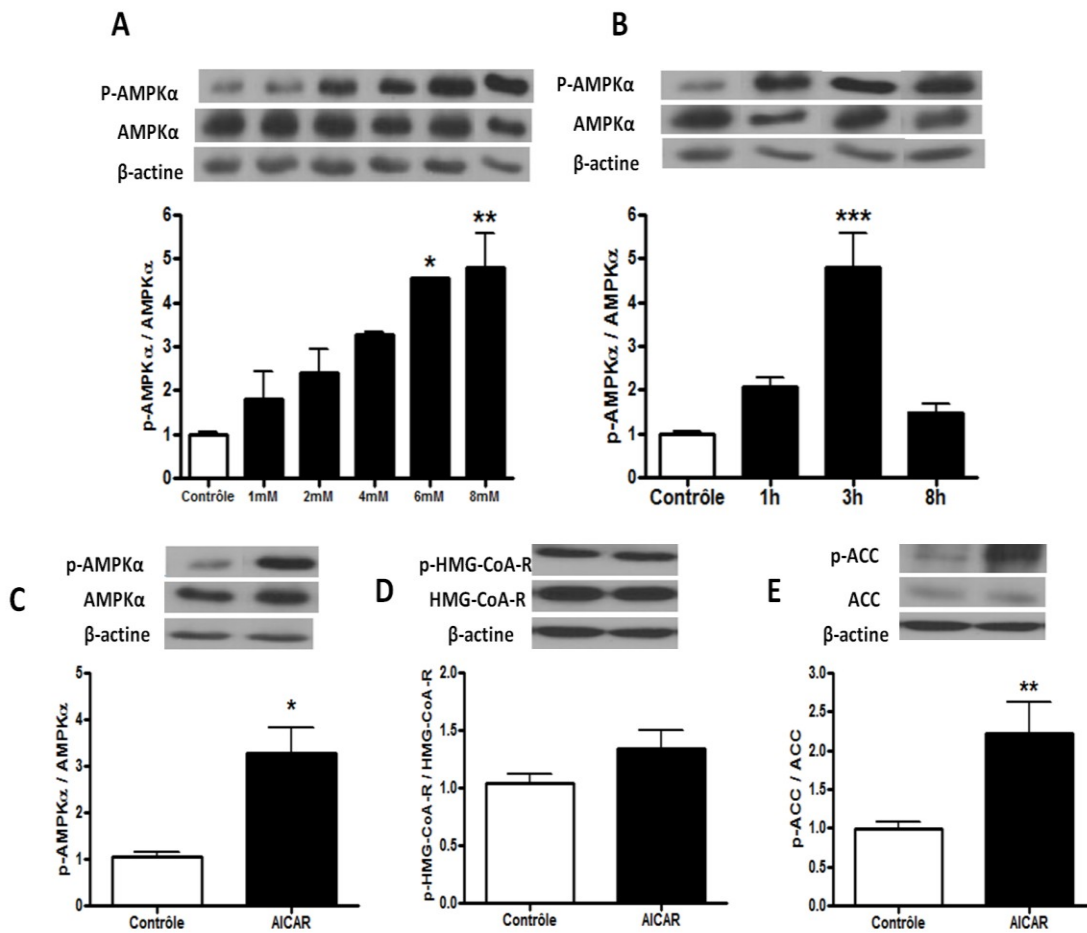 A
P-AMPKα
AMPKα
β-actine
p-AMPKα / AMPKα
6
5
4
3
2
1
0
*
**
Contrôle 1mM 2mM 4mM 6mM 8mM
B
P-AMPKα
AMPKα
β-actine
p-AMPKα / AMPKα
6
5
4
3
2
1
0
***
Contrôle 1h 3h 8h
C
p-AMPKα
AMPKα
β-actine
p-AMPKα / AMPKα
5
4
3
2
1
0
*
Contrôle AICAR
D
p-HMG-CoA-R
HMG-CoA-R
β-actine
p-HMG-CoA-R / HMG-CoA-R
2.0
1.5
1.0
0.5
0.0
Contrôle AICAR
E
p-ACC
ACC
β-actine
p-ACC / ACC
3.0
2.5
2.0
1.5
1.0
0.5
0.0
**
Contrôle AICAR